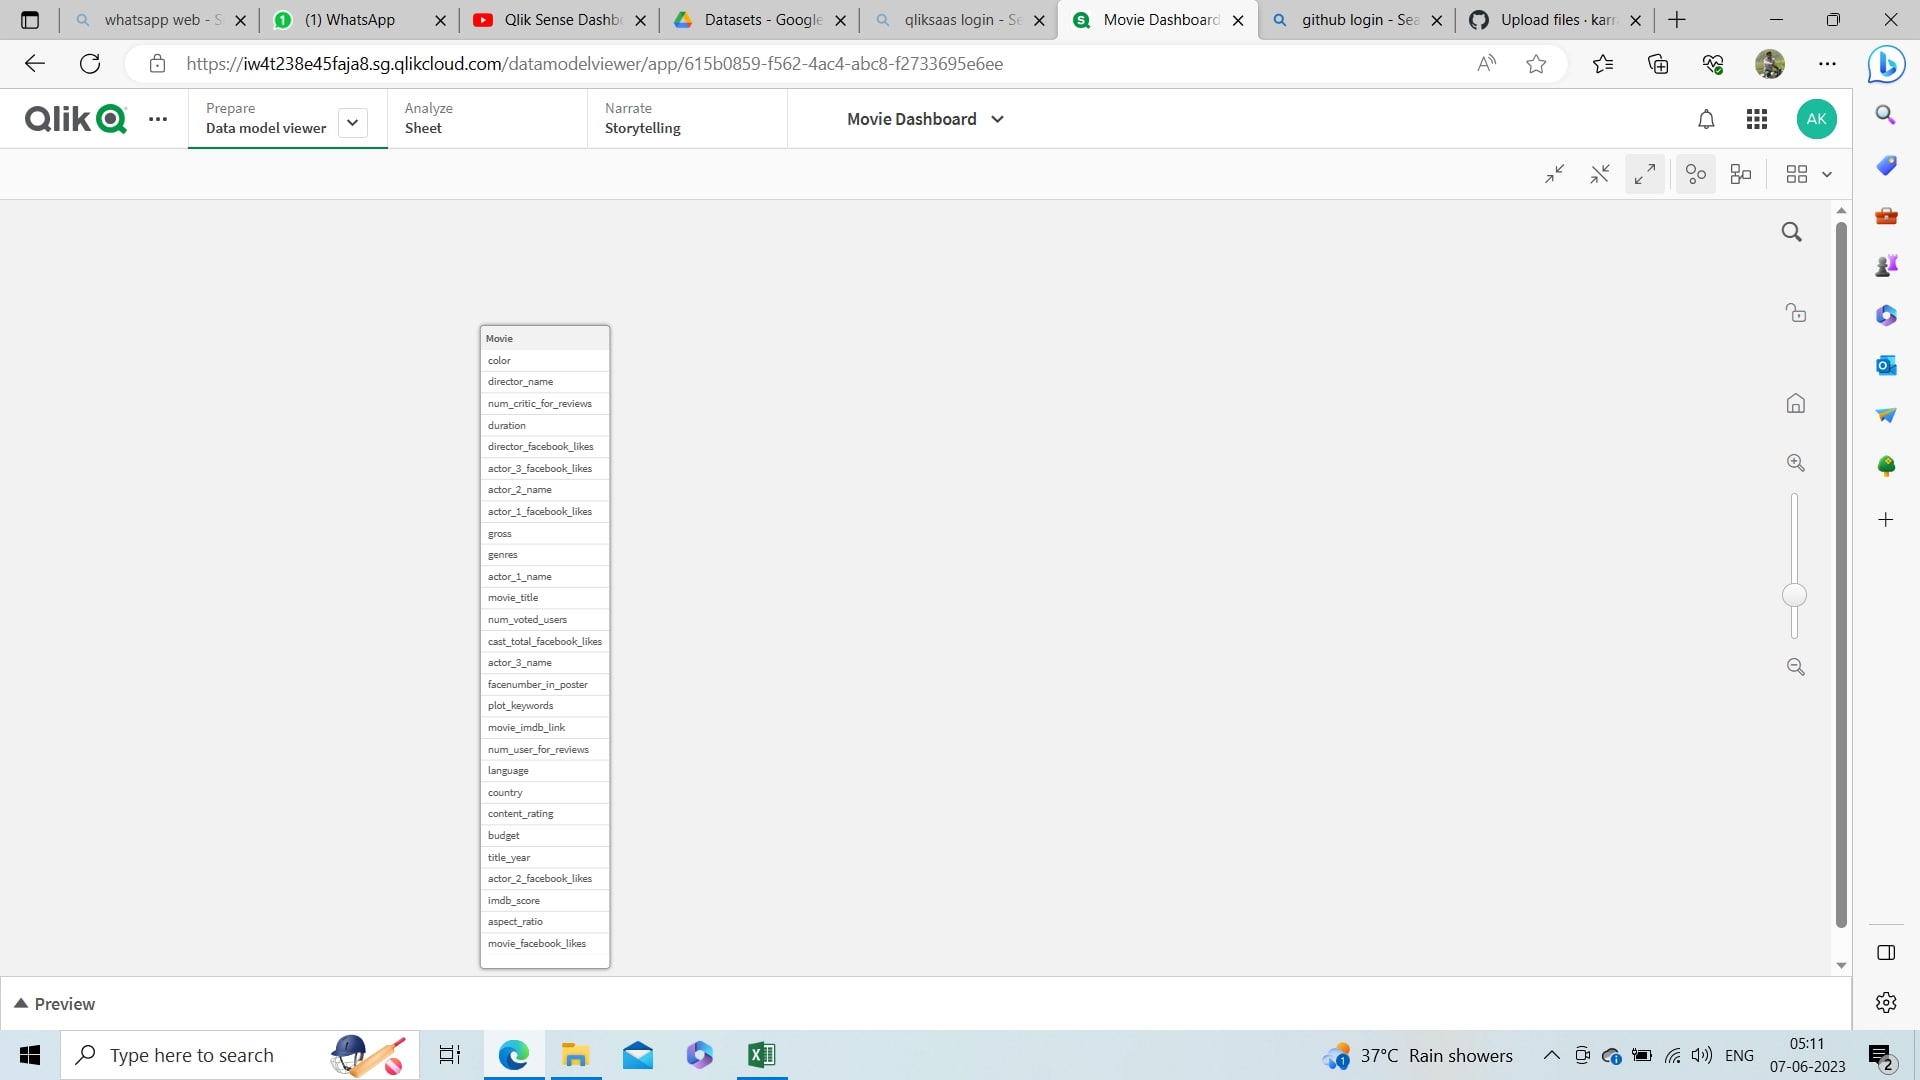 whatsapp web - S
(1) WhatsApp
Qlik Sense Dashb
Datasets - Google
qliksaas login - Se
Movie Dashboard
github login - Sea
Upload files · karr
https://iw4t238e45faja8.sg.qlikcloud.com/datamodelviewer/app/615b0859-f562-4ac4-abc8-f2733695e6ee
Qlik
Prepare
Data model viewer
Analyze
Sheet
Narrate
Storytelling
Movie Dashboard
AK
Movie
color
director_name
num_critic_for_reviews
duration
director_facebook_likes
actor_3_facebook_likes
actor_2_name
actor_1_facebook_likes
gross
genres
actor_1_name
movie_title
num_voted_users
cast_total_facebook_likes
actor_3_name
facenumber_in_poster
plot_keywords
movie_imdb_link
num_user_for_reviews
language
country
content_rating
budget
title_year
actor_2_facebook_likes
imdb_score
aspect_ratio
movie_facebook_likes
Preview
Type here to search
37°C Rain showers
ENG
05:11
07-06-2023
2